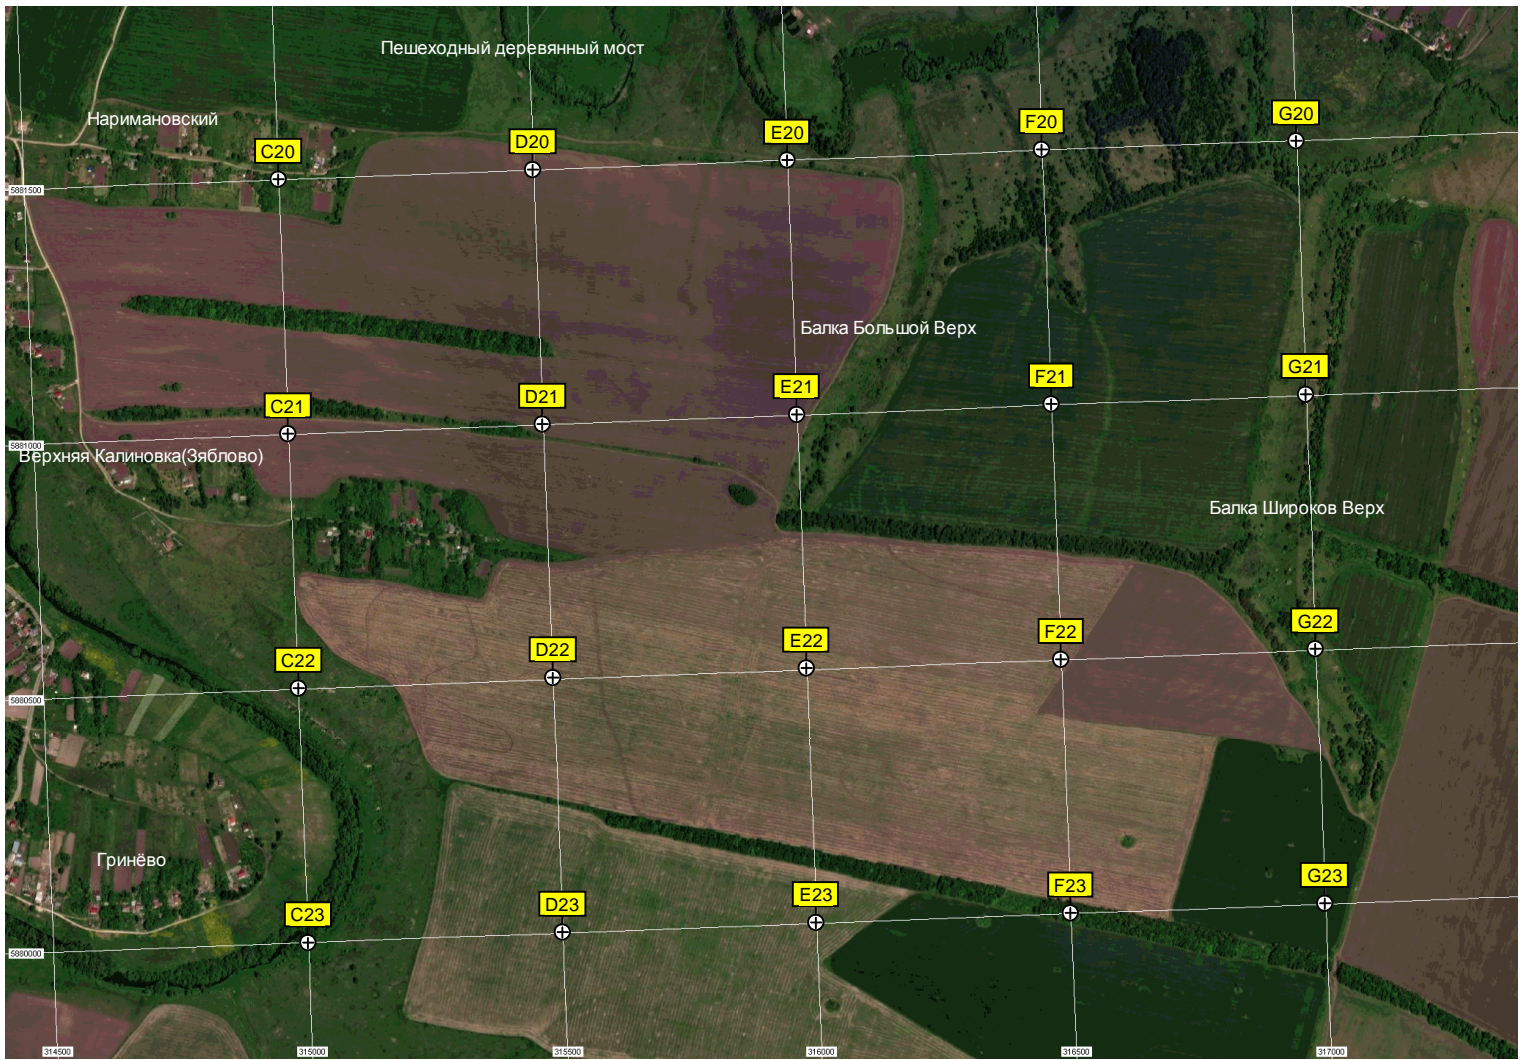 Пешеходный деревянный мост
Наримановский
G20
F20
E20
D20
C20
5881500
Балка Большой Верх
G21
F21
E21
D21
C21
5881000
Верхняя Калиновка(Зяблово)
Балка Широков Верх
G22
F22
E22
D22
C22
5880500
Гринёво
G23
F23
E23
D23
C23
5880000
314500
315000
315500
316000
316500
317000